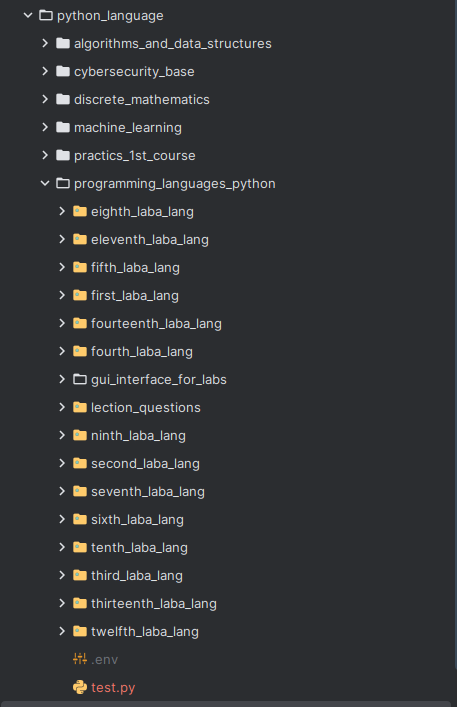 python_language
algorithms_and_data_structures
cybersecurity_base
discrete_mathematics
machine_learning
practics_1st_course
programming_languages_python
eighth_laba_lang
eleventh_laba_lang
fifth_laba_lang
first_laba_lang
fourteenth_laba_lang
fourth_laba_lang
gui_interface_for_labs
lection_questions
ninth_laba_lang
second_laba_lang
seventh_laba_lang
sixth_laba_lang
tenth_laba_lang
third_laba_lang
thirteenth_laba_lang
twelfth_laba_lang
.env
test.py